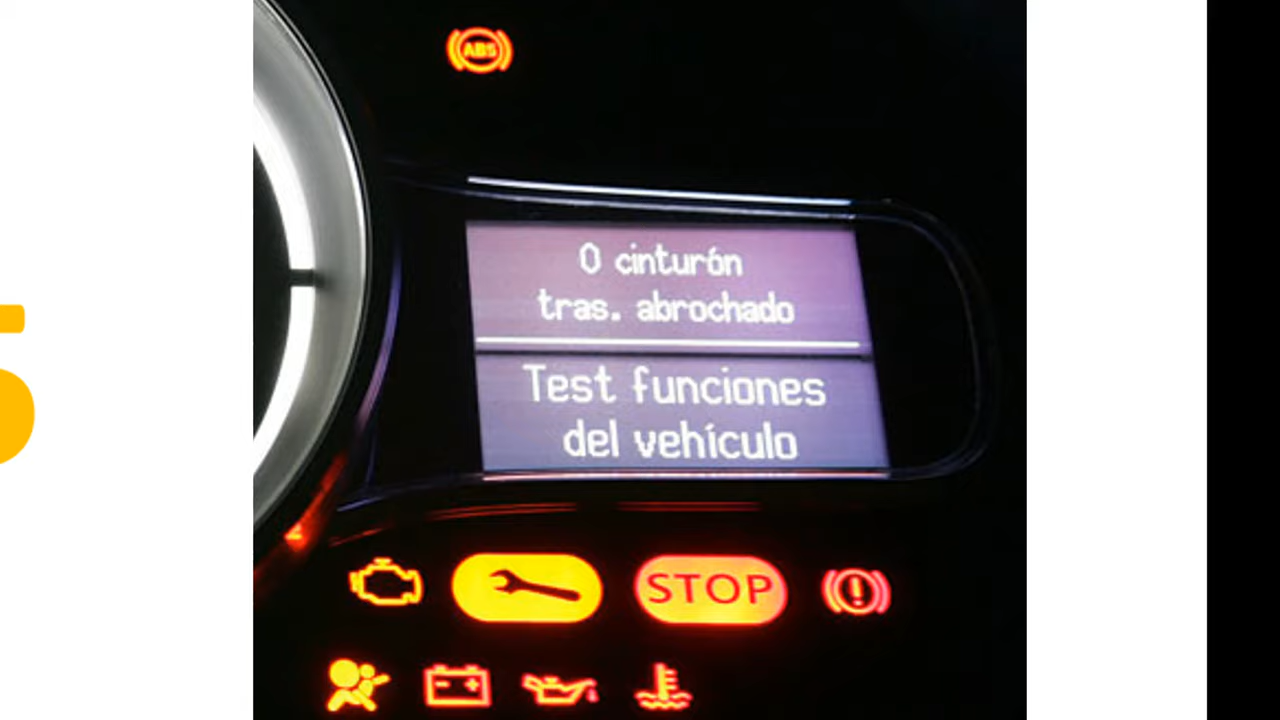 ABS
0 cinturón
tras. abrochado
Test funciones
del vehículo
STOP